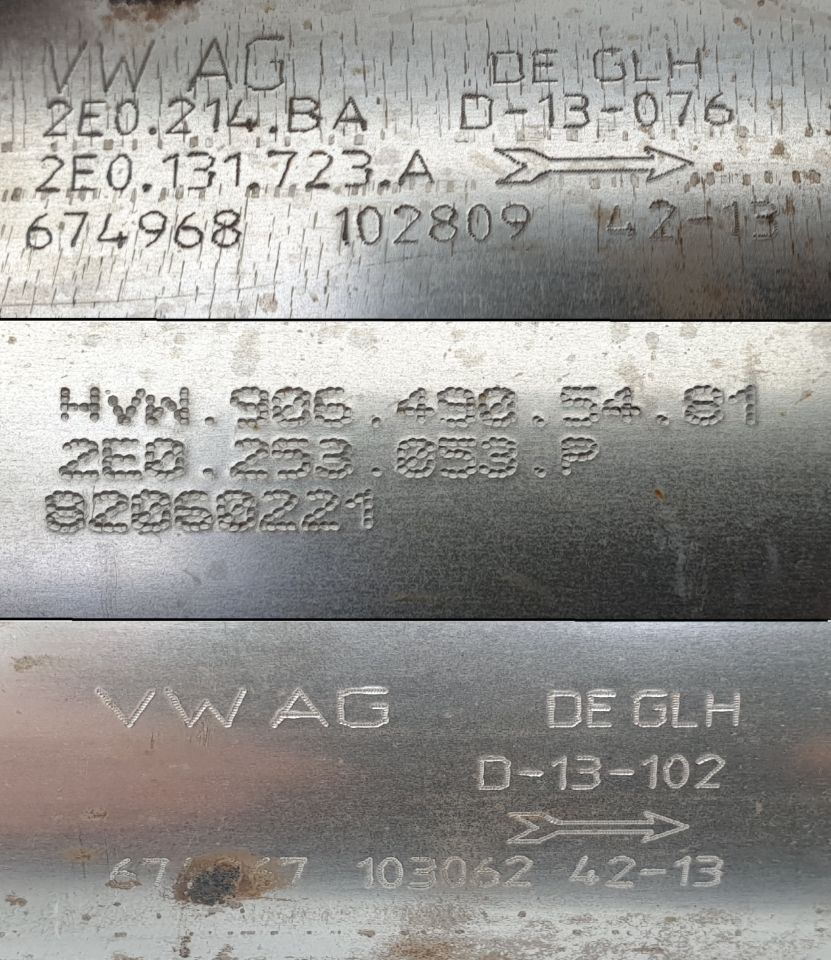 VW AG DE GLH
2E0.214.BA D-13-076
2E0.131.723.A
674968 102809 42-13
HVW.906.490.54.81
2E0.253.053.P
82060221
VW AG DE GLH
D-13-102
103062 42-13